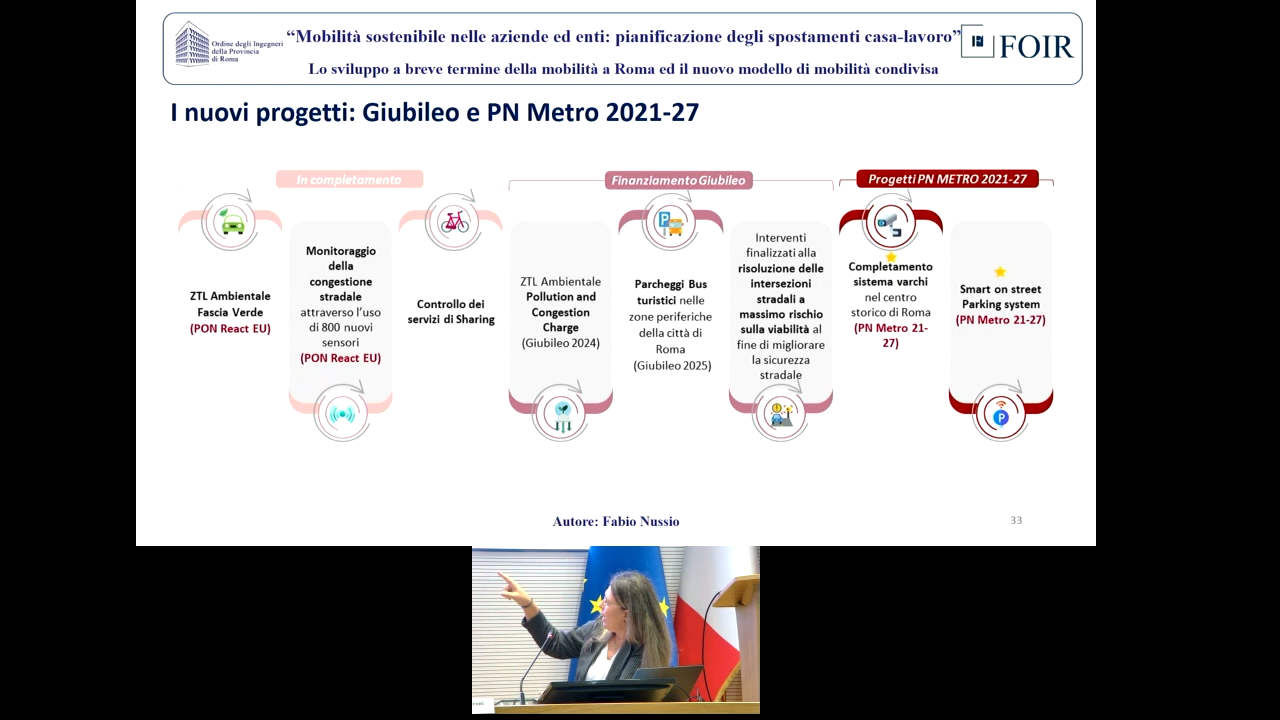 Ordine degli Ingegneri
della Provincia
di Roma
“Mobilità sostenibile nelle aziende ed enti: pianificazione degli spostamenti casa-lavoro”
Lo sviluppo a breve termine della mobilità a Roma ed il nuovo modello di mobilità condivisa
FOIR
I nuovi progetti: Giubileo e PN Metro 2021-27
In completamento
ZTL Ambientale
Fascia Verde
(PON React EU)
Monitoraggio
della
congestione
stradale
attraverso l’uso
di 800 nuovi
sensori
(PON React EU)
Controllo dei
servizi di Sharing
Finanziamento Giubileo
ZTL Ambientale
Pollution and
Congestion
Charge
(Giubileo 2024)
Parcheggi Bus
turistici nelle
zone periferiche
della città di
Roma
(Giubileo 2025)
Interventi
finalizzati alla
risoluzione delle
intersezioni
stradali a
massimo rischio
sulla viabilità al
fine di migliorare
la sicurezza
stradale
Progetti PN METRO 2021-27
Completamento
sistema varchi
nel centro
storico di Roma
(PN Metro 21-
27)
Smart on street
Parking system
(PN Metro 21-27)
Autore: Fabio Nussio
33